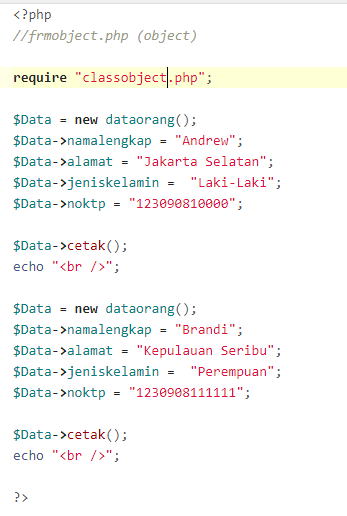 <?php
//frmobject.php (object)
require "classobject.php";
$Data = new dataorang();
$Data->namalengkap = "Andrew";
$Data->alamat = "Jakarta Selatan";
$Data->jeniskelamin =  "Laki-Laki";
$Data->noktp = "123090810000";
$Data->cetak();
echo "<br />";
$Data = new dataorang();
$Data->namalengkap = "Brandi";
$Data->alamat = "Kepulauan Seribu";
$Data->jeniskelamin =  "Perempuan";
$Data->noktp = "1230908111111";
$Data->cetak();
echo "<br />";
?>